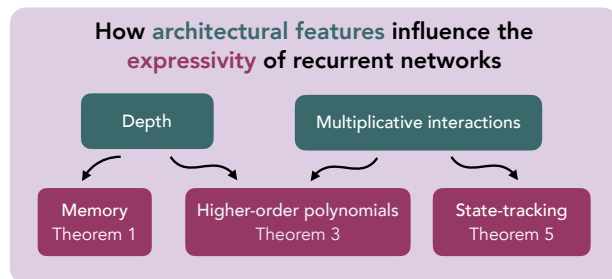 How architectural features influence the
expressivity of recurrent networks
Depth
Multiplicative interactions
Memory
Theorem 1
Higher-order polynomials
Theorem 3
State-tracking
Theorem 5